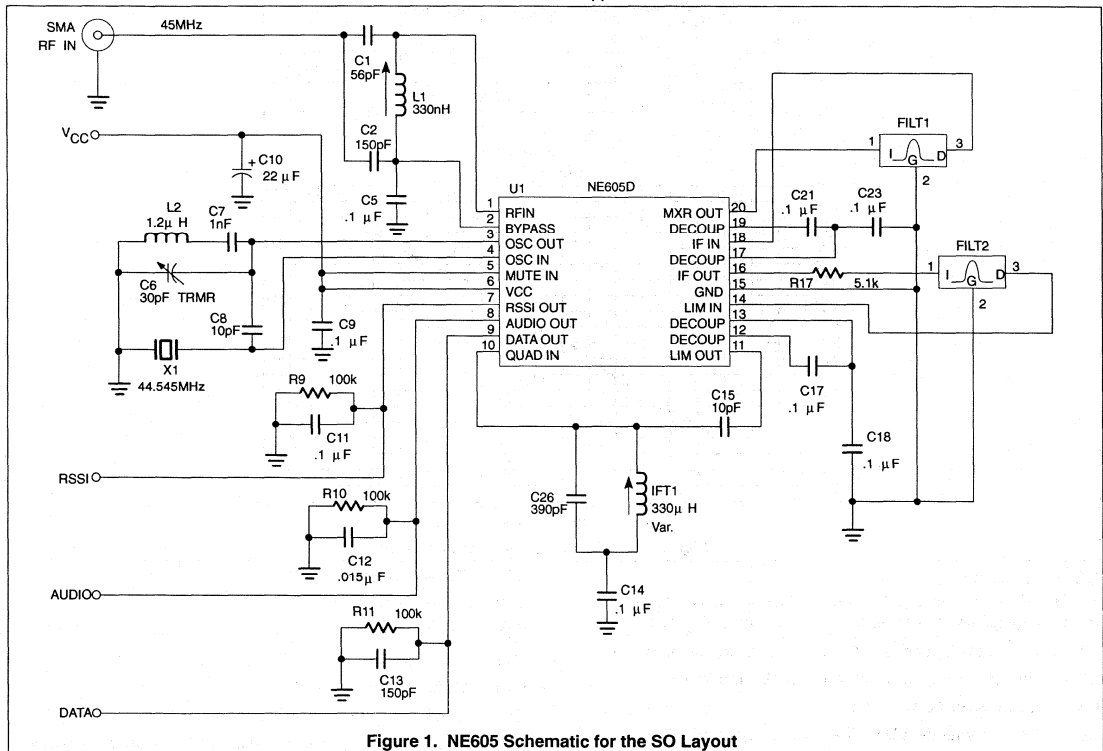 SMA
RF IN
45MHz
C1
56pF
L1
330nH
C2
150pF
VCC
+
C10
22 μF
C5
.1 μF
L2
1.2μ H
C7
1nF
C6
30pF TRMR
C8
10pF
X1
44.545MHz
C9
.1 μF
U1 NE605D
1 RFIN
2 BYPASS
3 OSC OUT
4 OSC IN
5 MUTE IN
6 VCC
7 RSSI OUT
8 AUDIO OUT
9 DATA OUT
10 QUAD IN
MXR OUT 20
DECOUP 19
IF IN 18
DECOUP 17
IF OUT 16
GND 15
LIM IN 14
DECOUP 13
DECOUP 12
LIM OUT 11
FILT1
1 I G D 3
2
C21
.1 μF
C23
.1 μF
FILT2
1 I G D 3
2
R17 5.1k
C17
.1 μF
C18
.1 μF
C15
10pF
C26
390pF
IFT1
330μ H
Var.
C14
.1 μF
R9 100k
C11
.1 μF
RSSI
R10 100k
C12
.015μ F
AUDIO
R11 100k
C13
150pF
DATA
Figure 1. NE605 Schematic for the SO Layout